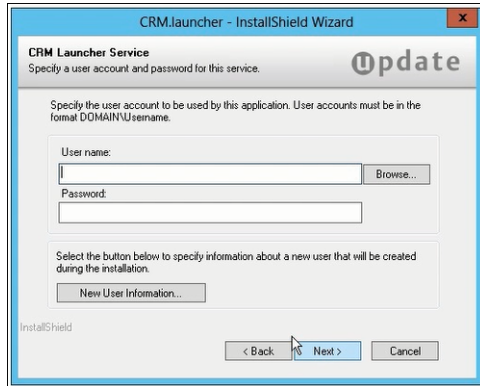 CRM.launcher - InstallShield Wizard
x
CRM Launcher Service
Specify a user account and password for this service.
update
Specify the user account to be used by this application. User accounts must be in the
format DOMAIN\Username.
User name:
Browse...
Password:
Select the button below to specify information about a new user that will be created
during the installation.
New User Information...
InstallShield
< Back
Next >
Cancel